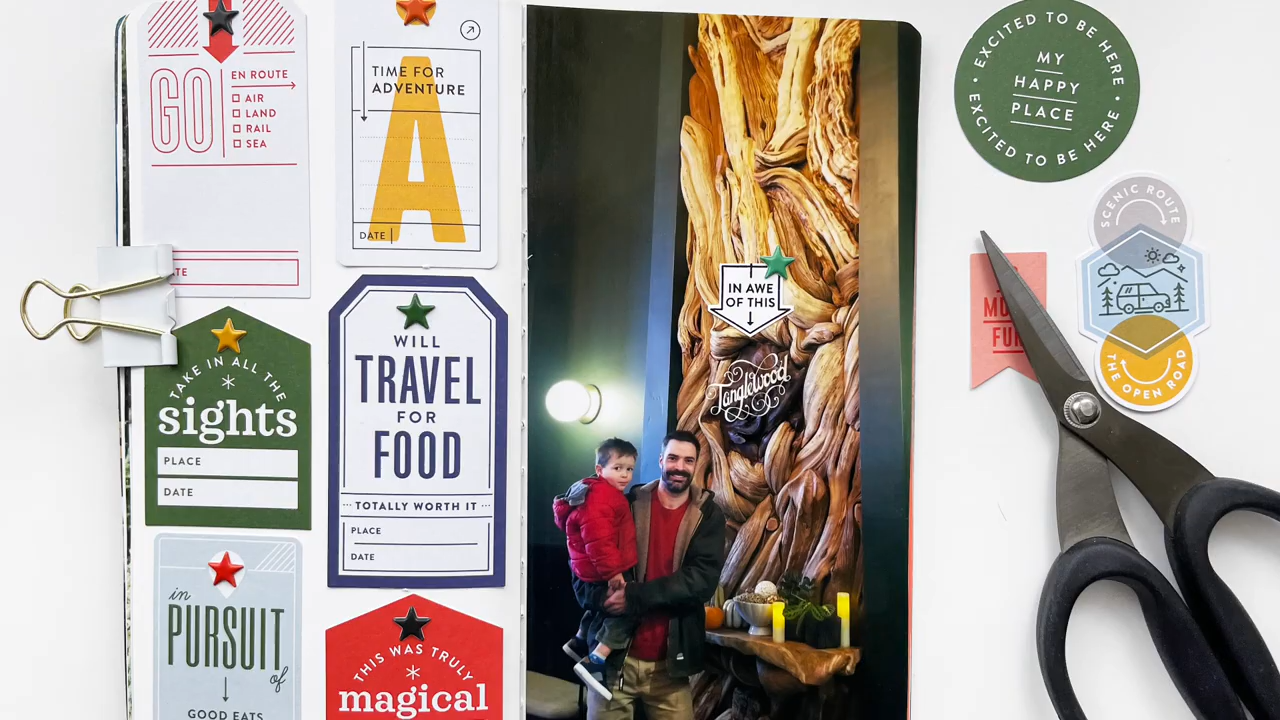 GO
EN ROUTE
AIR
LAND
RAIL
SEA
TIME FOR
ADVENTURE
A
DATE
TAKE IN ALL THE
sights
PLACE
DATE
WILL
TRAVEL
FOR
FOOD
TOTALLY WORTH IT
PLACE
DATE
in
PURSUIT
of
GOOD EATS
THIS WAS TRULY
magical
IN AWE
OF THIS
Tanglewood
EXCITED TO BE HERE
MY
HAPPY
PLACE
EXCITED TO BE HERE
SCENIC ROUTE
THE OPEN ROAD